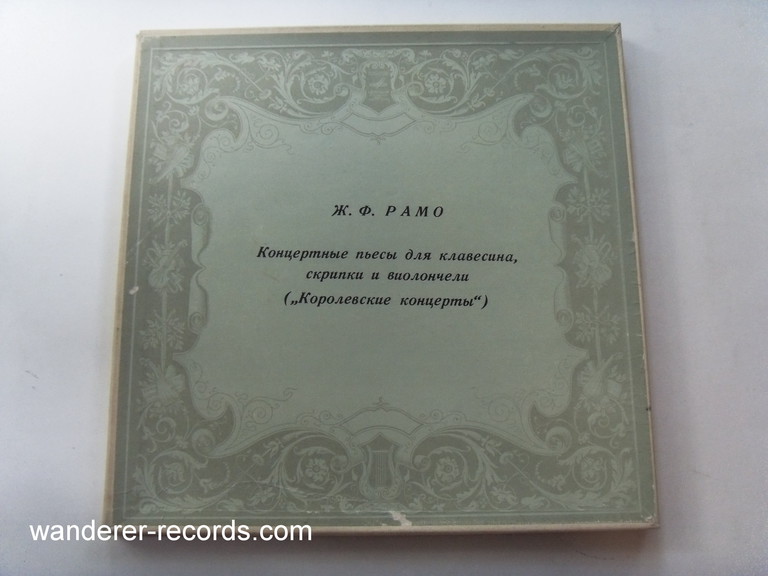 Ж. Ф. РАМО
Концертные пьесы для клавесина,
скрипки и виолончели
(„Королевские концерты“)
wanderer-records.com